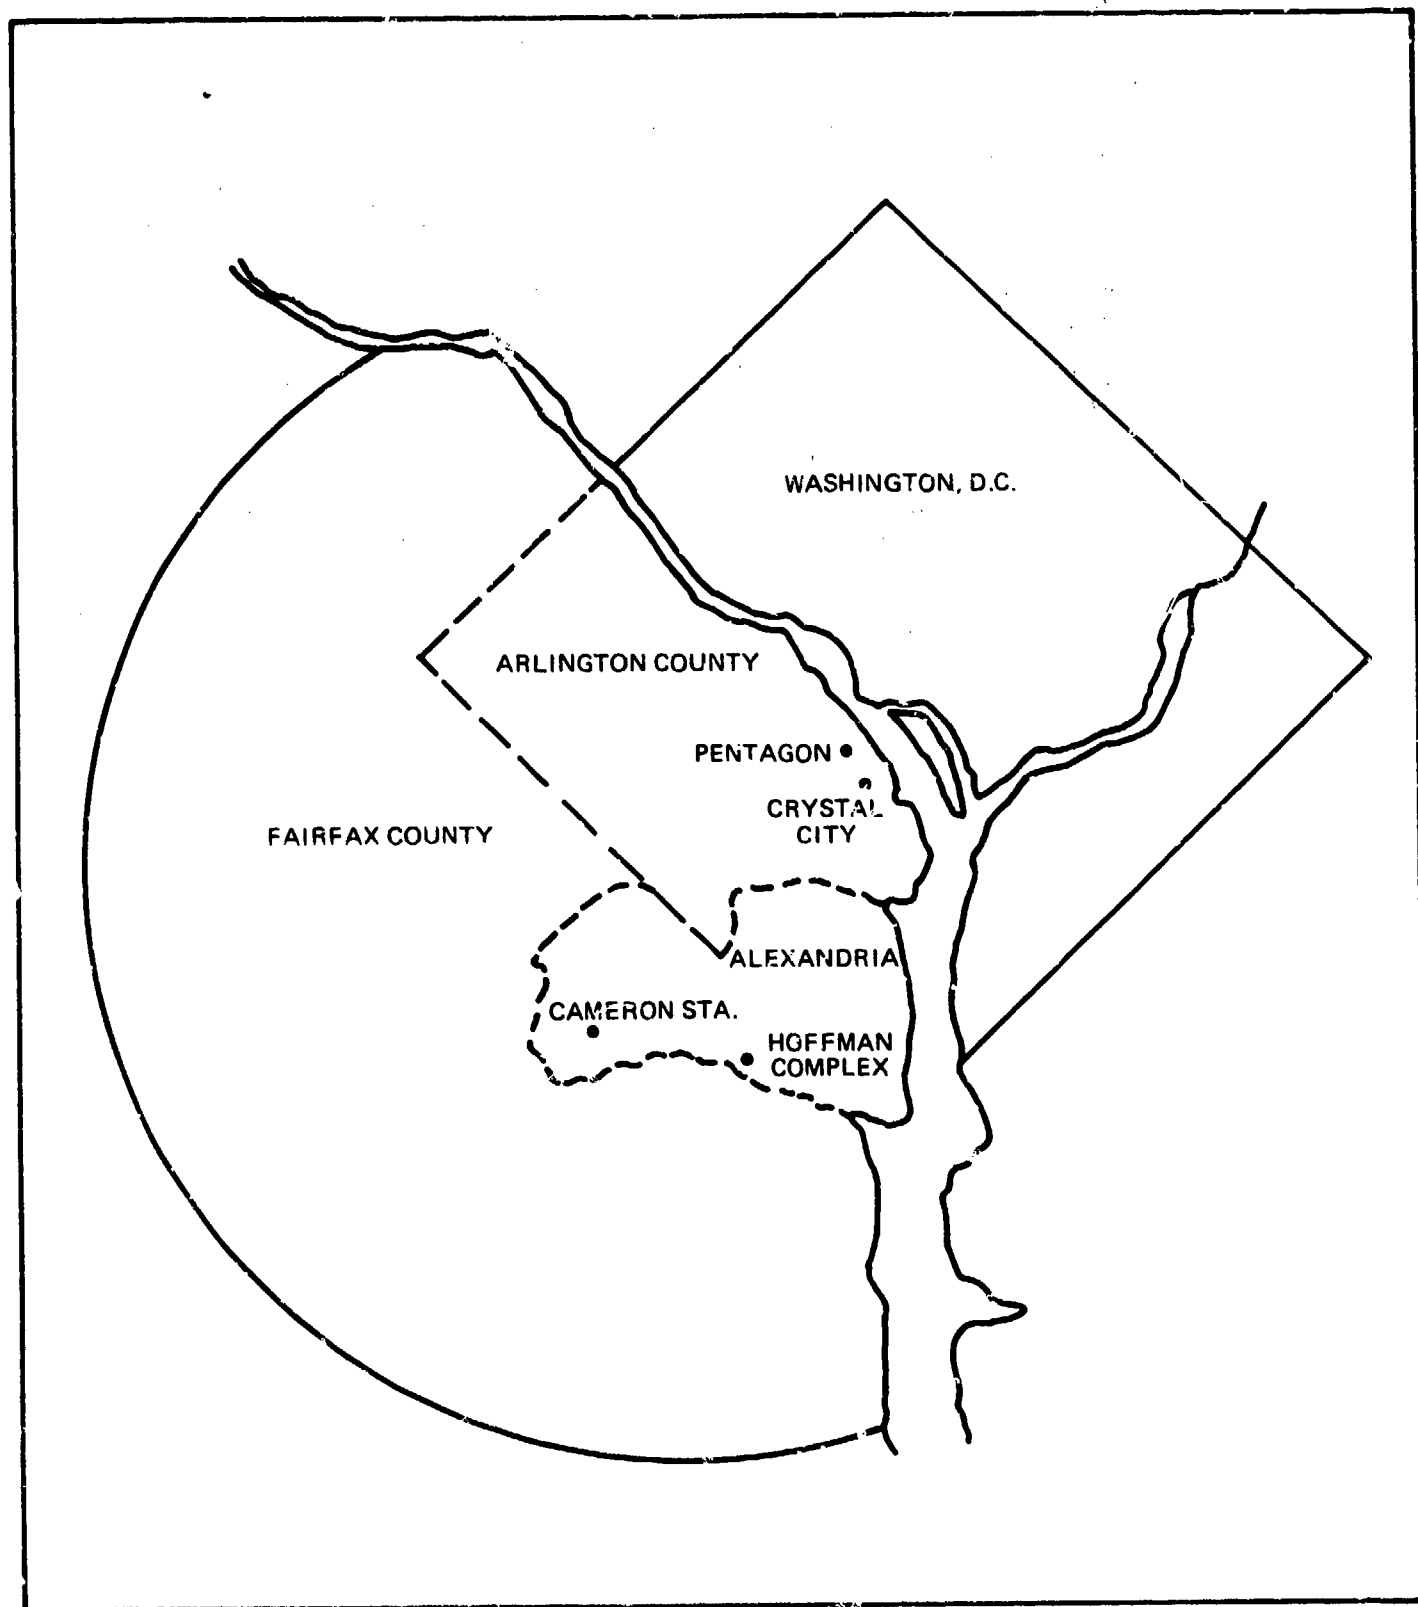 WASHINGTON, D.C.
ARLINGTON COUNTY
PENTAGON
CRYSTAL
CITY
FAIRFAX COUNTY
ALEXANDRIA
CAMERON STA.
HOFFMAN
COMPLEX